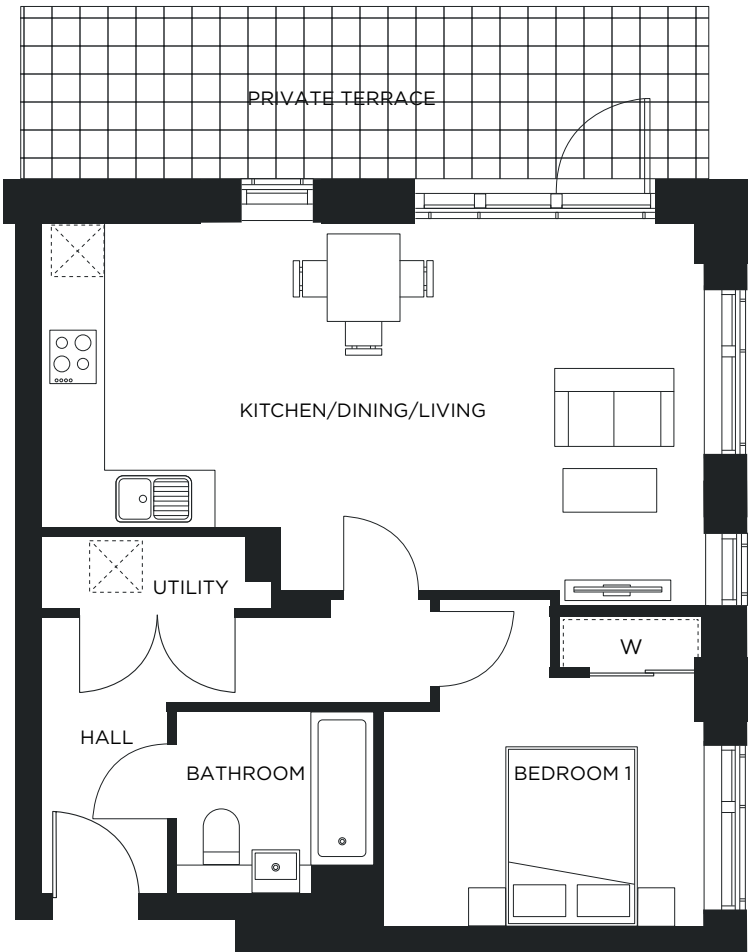 PRIVATE TERRACE
KITCHEN/DINING/LIVING
UTILITY
W
HALL
BATHROOM
BEDROOM 1